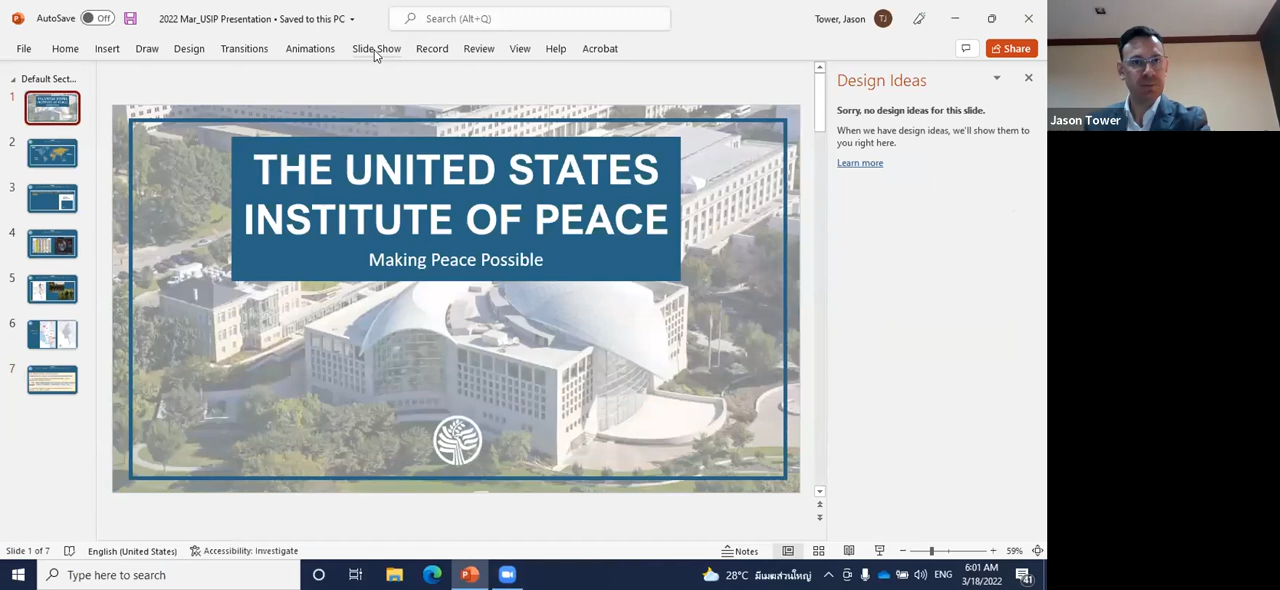 AutoSave Off 2022 Mar_USIP Presentation • Saved to this PC Search (Alt+Q) Tower, Jason TJ
File Home Insert Draw Design Transitions Animations Slide Show Record Review View Help Acrobat Share
Default Sect...
1
2
3
4
5
6
7
THE UNITED STATES
INSTITUTE OF PEACE
Making Peace Possible
Design Ideas
Sorry, no design ideas for this slide.
When we have design ideas, we'll show them to
you right here.
Learn more
Jason Tower
Slide 1 of 7 English (United States) Accessibility: Investigate Notes 59%
Type here to search 28°C มีเมฆส่วนใหญ่ ENG 6:01 AM
3/18/2022 41